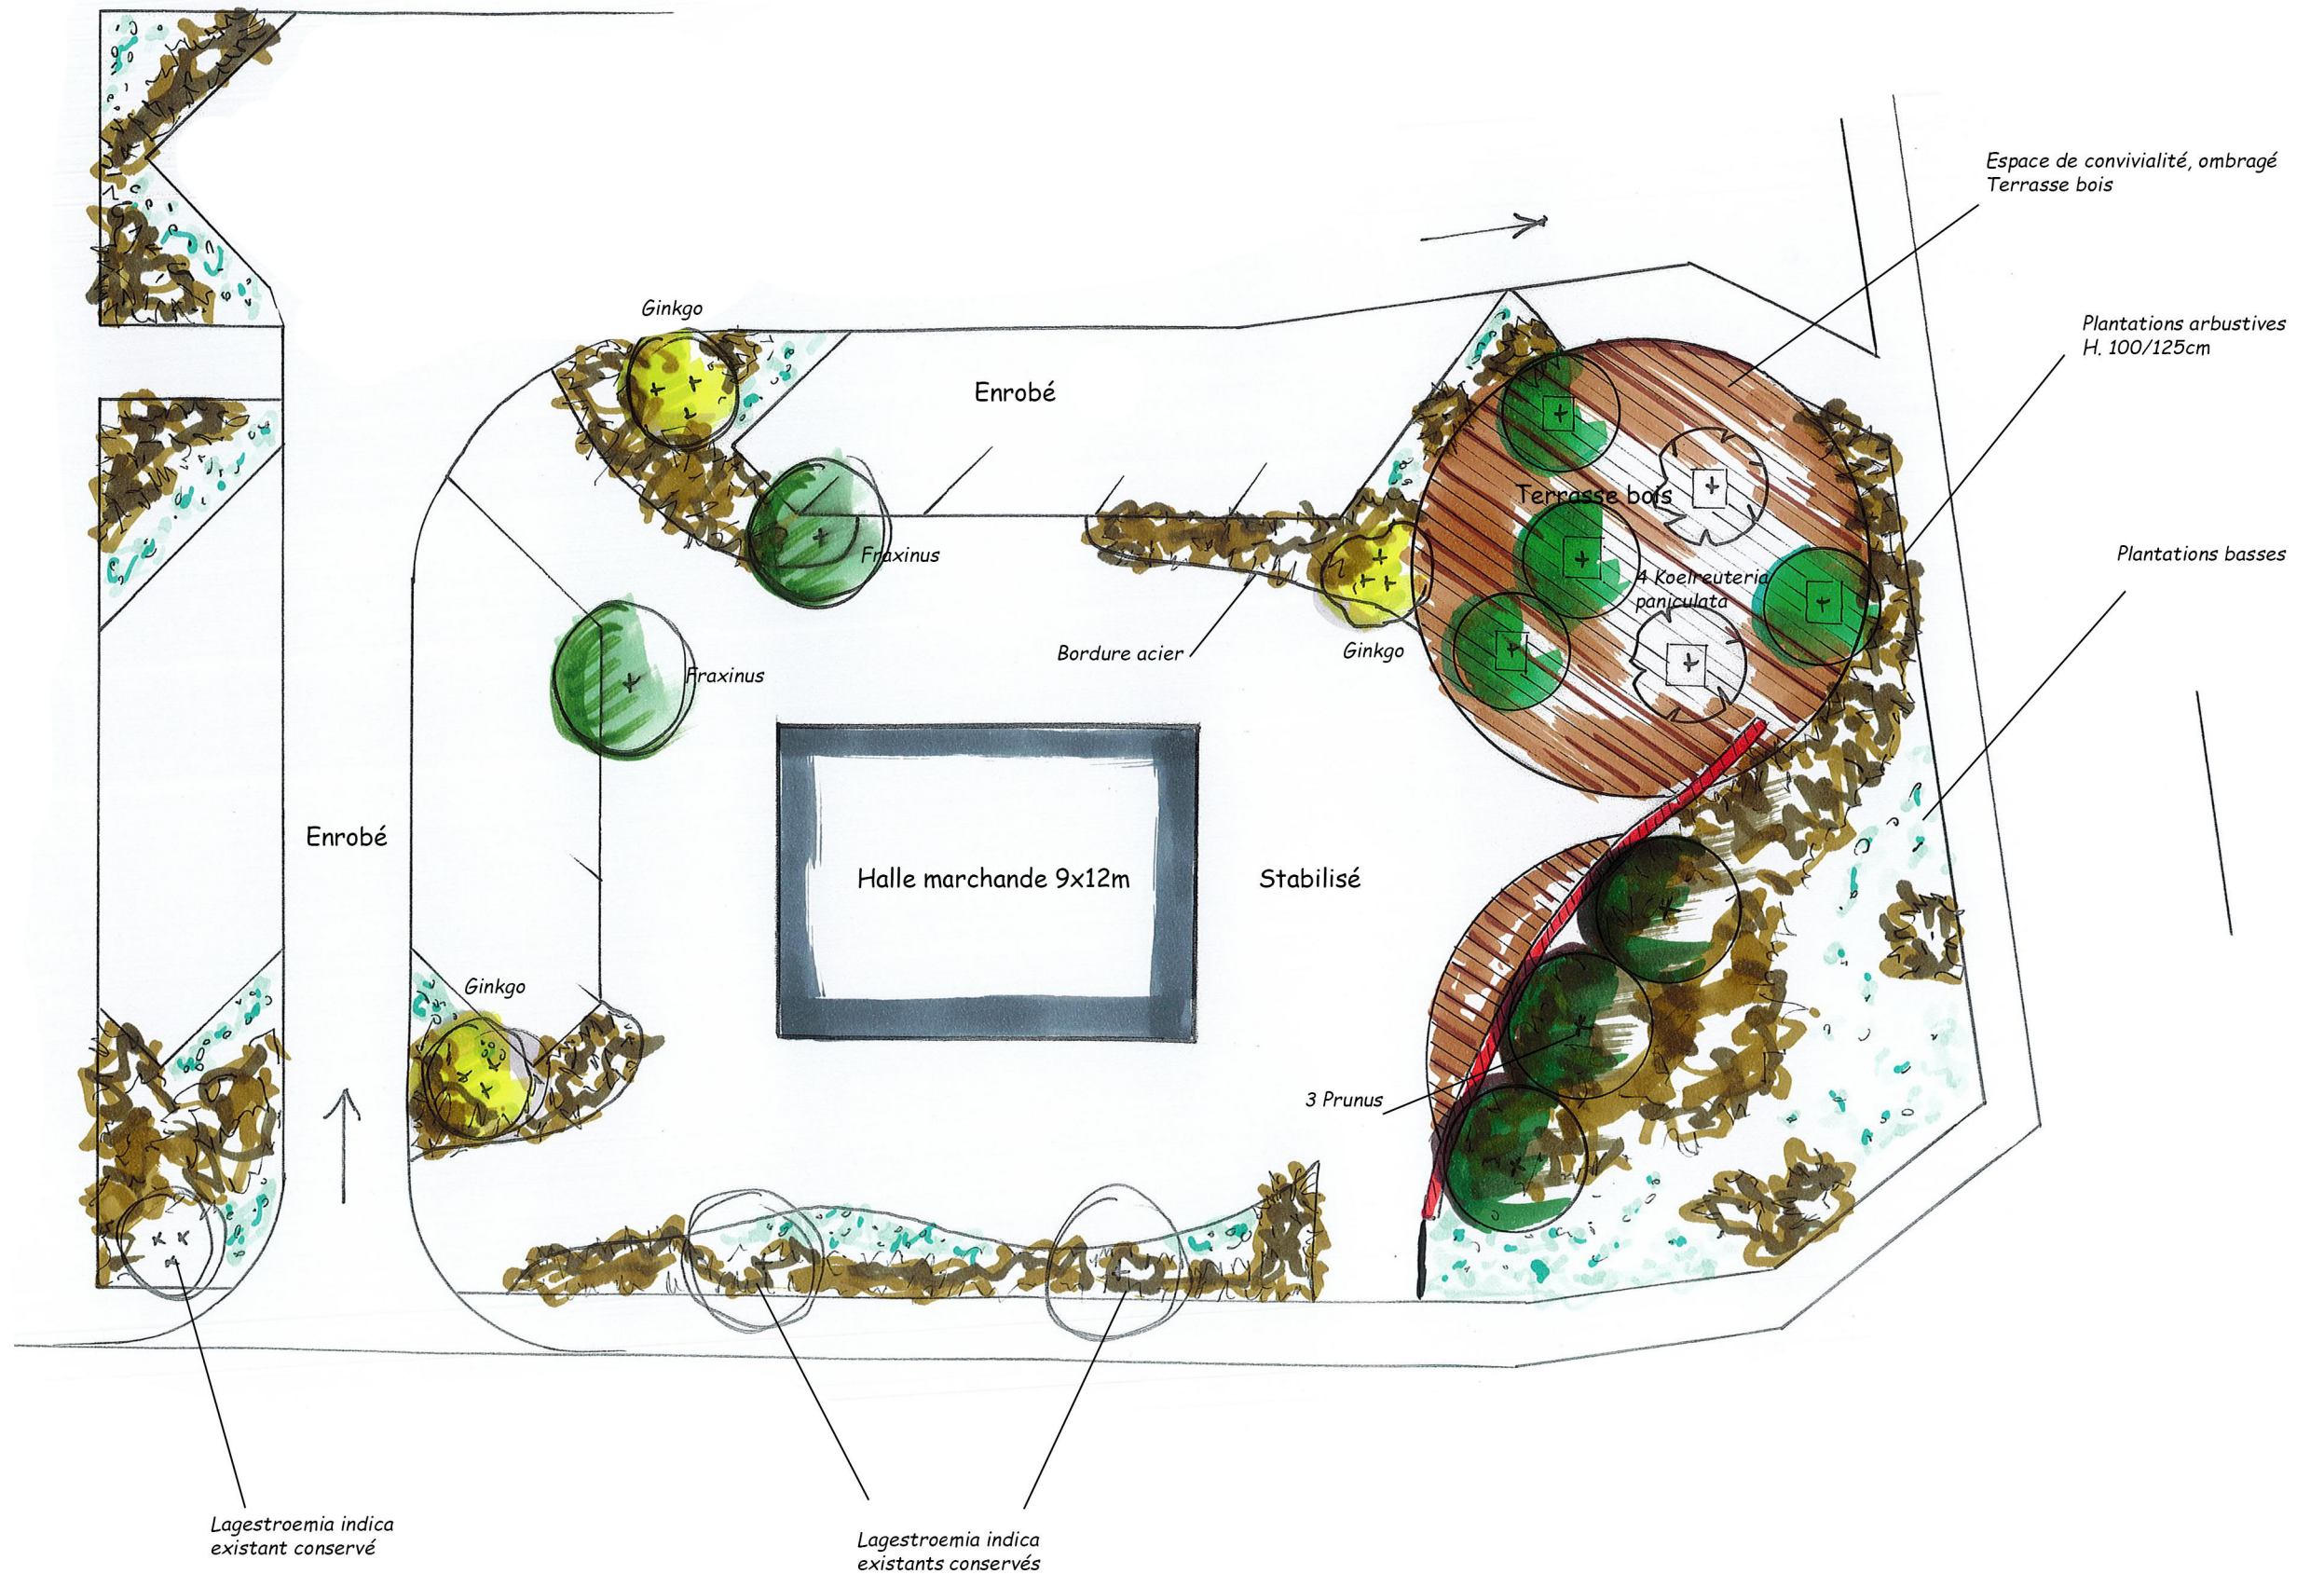 Espace de convivialité, ombragé
Terrasse bois
Ginkgo
Plantations arbustives
H. 100/125cm
Enrobé
Terrasse bois
Fraxinus
Plantations basses
4 Koelreuteria
paniculata
Bordure acier
Ginkgo
Fraxinus
Enrobé
Halle marchande 9x12m
Stabilisé
Ginkgo
3 Prunus
Lagestroemia indica
existant conservé
Lagestroemia indica
existants conservés